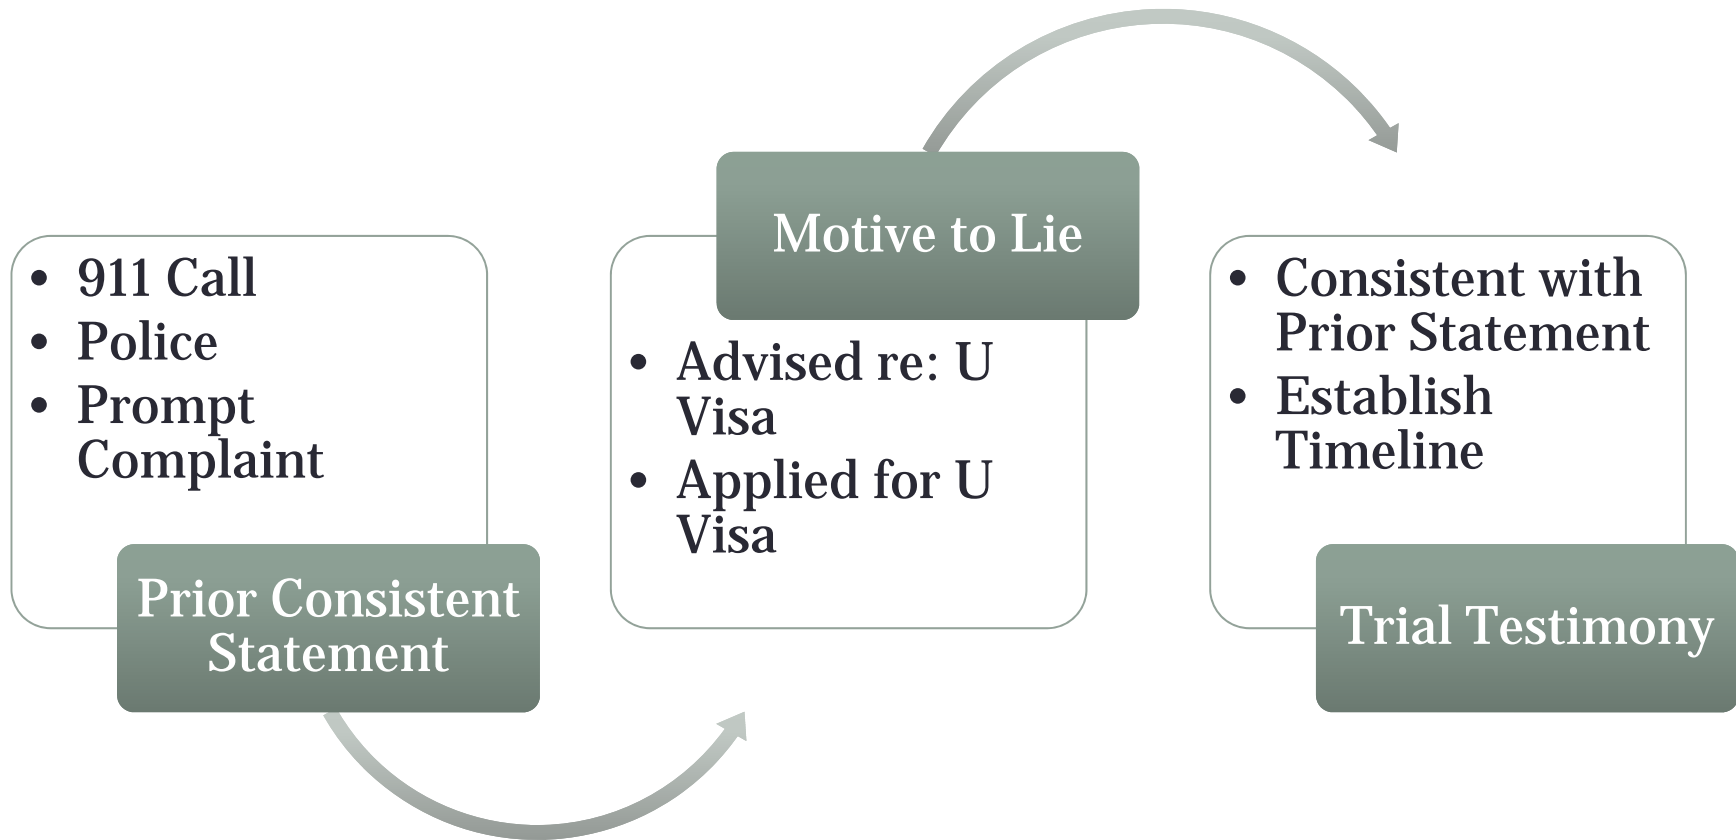 • 911 Call
• Police
• Prompt
Complaint
Prior Consistent
Statement
Motive to Lie
• Advised re: U
Visa
• Applied for U
Visa
• Consistent with
Prior Statement
• Establish
Timeline
Trial Testimony